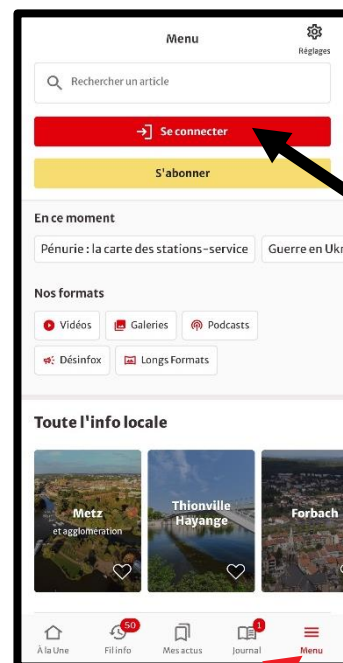 Menu
Réglages
Rechercher un article
Se connecter
S'abonner
En ce moment
Pénurie : la carte des stations-service Guerre en Ukr
Nos formats
Vidéos Galeries Podcasts
Désinfox Longs Formats
Toute l'info locale
Metz
et agglomération
Thionville
Hayange
Forbach
50 1
À la Une Fil info Mes actus Journal Menu